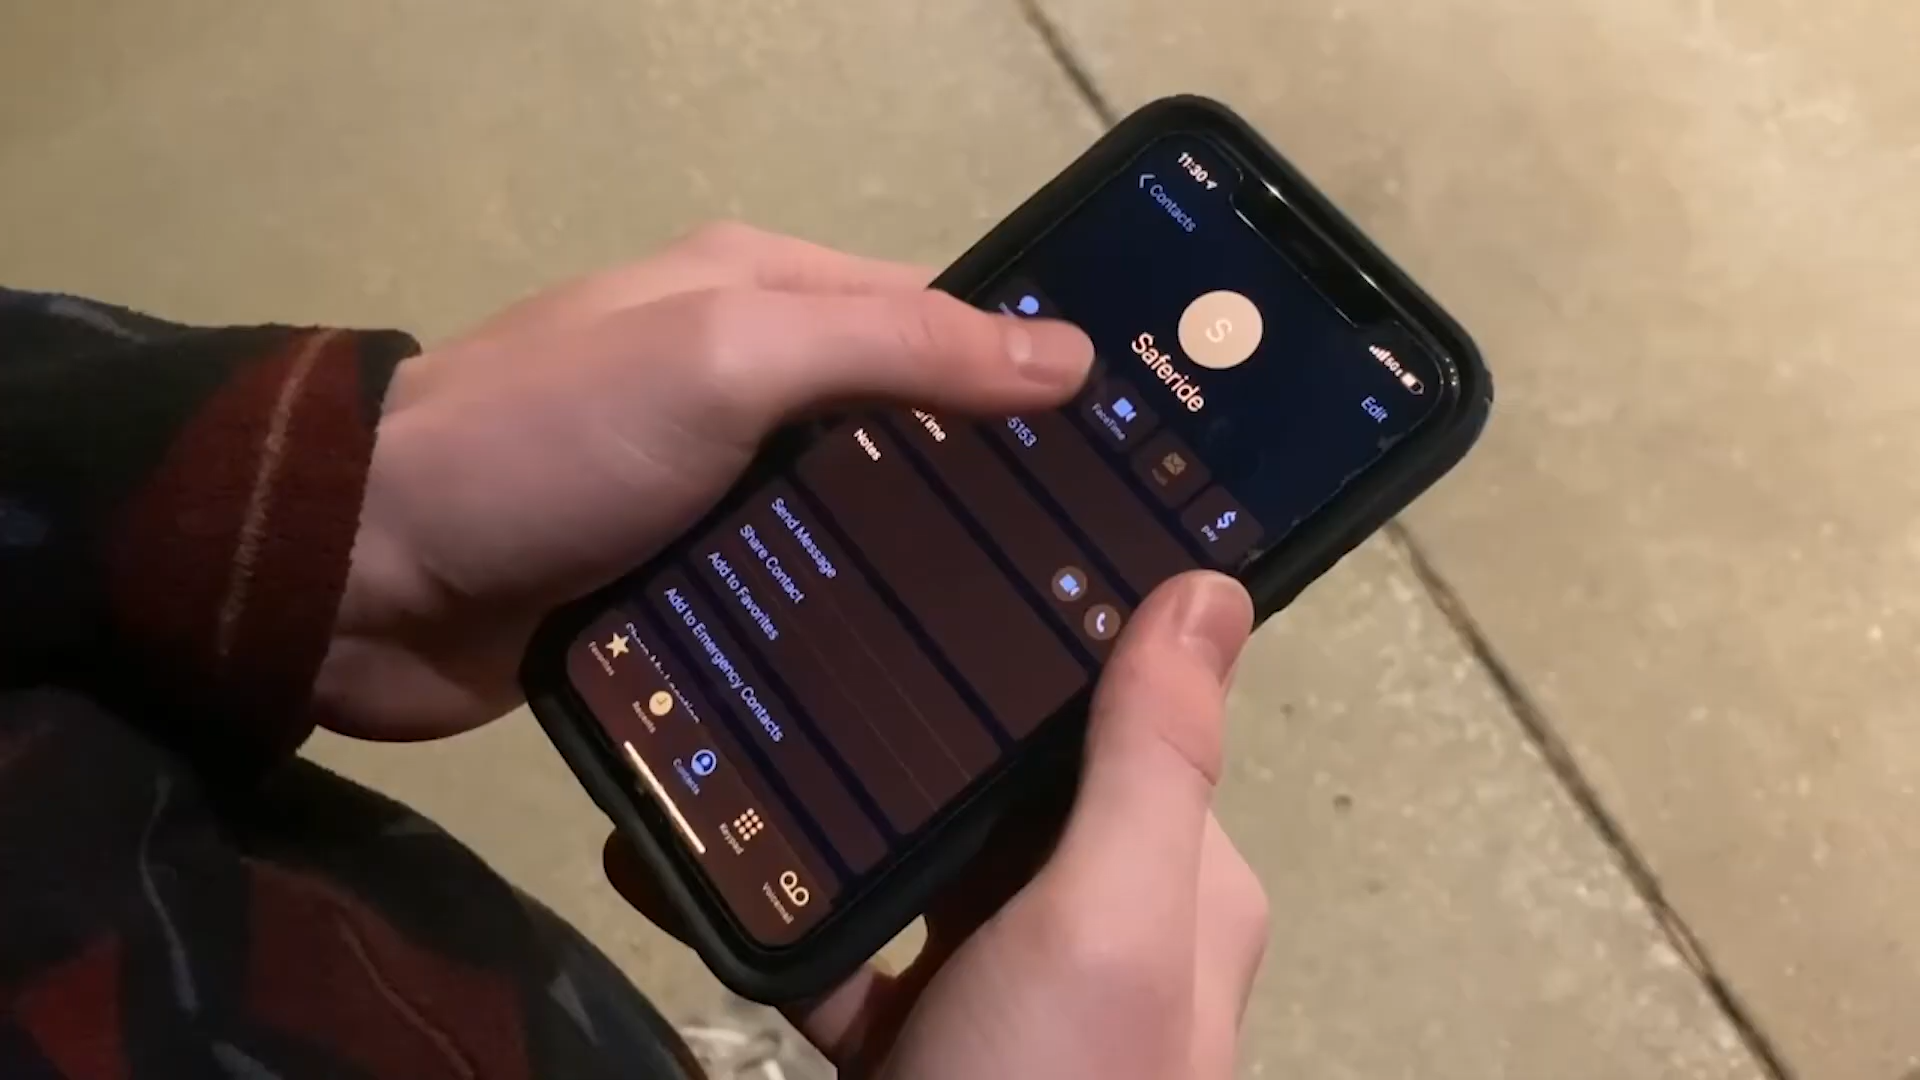 11:30
Contacts
5G
Edit
S
Saferide
FaceTime
pay
5153
Notes
Send Message
Share Contact
Add to Favorites
Add to Emergency Contacts
Favorites
Recents
Contacts
Keypad
Voicemail